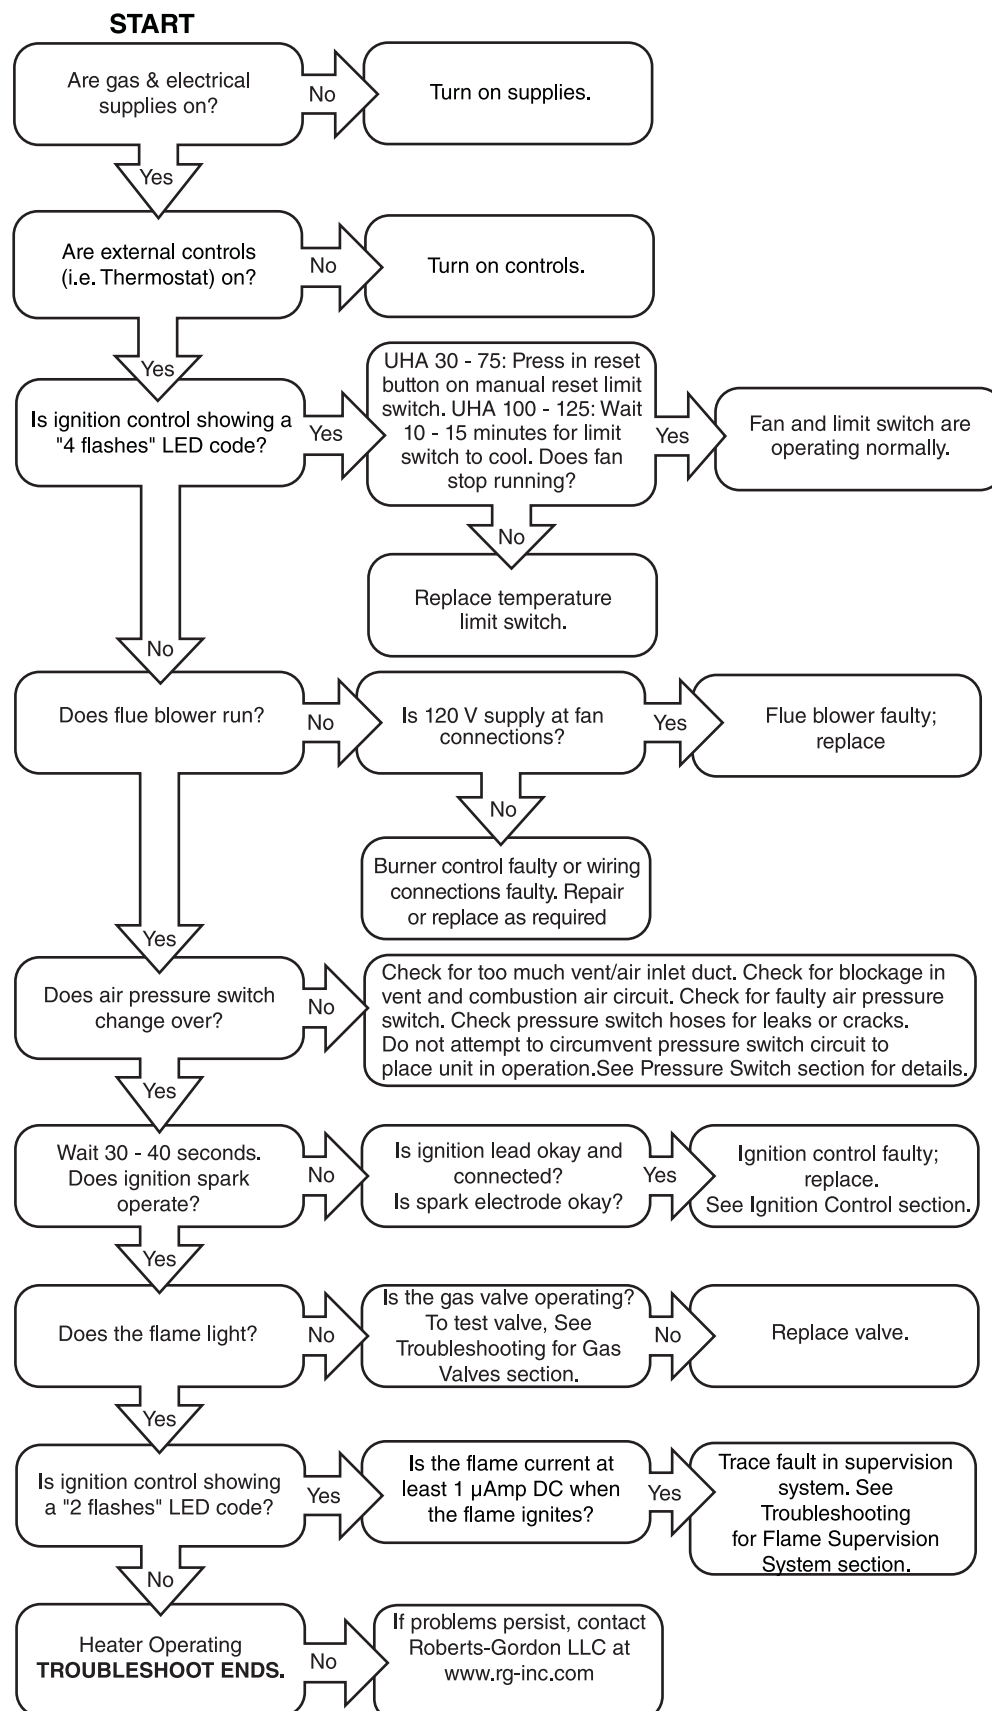 START
Are gas & electrical
supplies on?
No
Turn on supplies.
Yes
Are external controls
(i.e. Thermostat) on?
No
Turn on controls.
Yes
Is ignition control showing a
"4 flashes" LED code?
Yes
UHA 30 - 75: Press in reset
button on manual reset limit
switch. UHA 100 - 125: Wait
10 - 15 minutes for limit
switch to cool. Does fan
stop running?
Yes
Fan and limit switch are
operating normally.
No
Replace temperature
limit switch.
No
Does flue blower run?
No
Is 120 V supply at fan
connections?
Yes
Flue blower faulty;
replace
No
Burner control faulty or wiring
connections faulty. Repair
or replace as required
Yes
Does air pressure switch
change over?
No
Check for too much vent/air inlet duct. Check for blockage in
vent and combustion air circuit. Check for faulty air pressure
switch. Check pressure switch hoses for leaks or cracks.
Do not attempt to circumvent pressure switch circuit to
place unit in operation.See Pressure Switch section for details.
Yes
Wait 30 - 40 seconds.
Does ignition spark
operate?
No
Is ignition lead okay and
connected?
Is spark electrode okay?
Yes
Ignition control faulty;
replace.
See Ignition Control section.
Yes
Does the flame light?
No
Is the gas valve operating?
To test valve, See
Troubleshooting for Gas
Valves section.
No
Replace valve.
Yes
Is ignition control showing
a "2 flashes" LED code?
Yes
Is the flame current at
least 1 µAmp DC when
the flame ignites?
Yes
Trace fault in supervision
system. See
Troubleshooting
for Flame Supervision
System section.
No
Heater Operating
TROUBLESHOOT ENDS.
No
If problems persist, contact
Roberts-Gordon LLC at
www.rg-inc.com